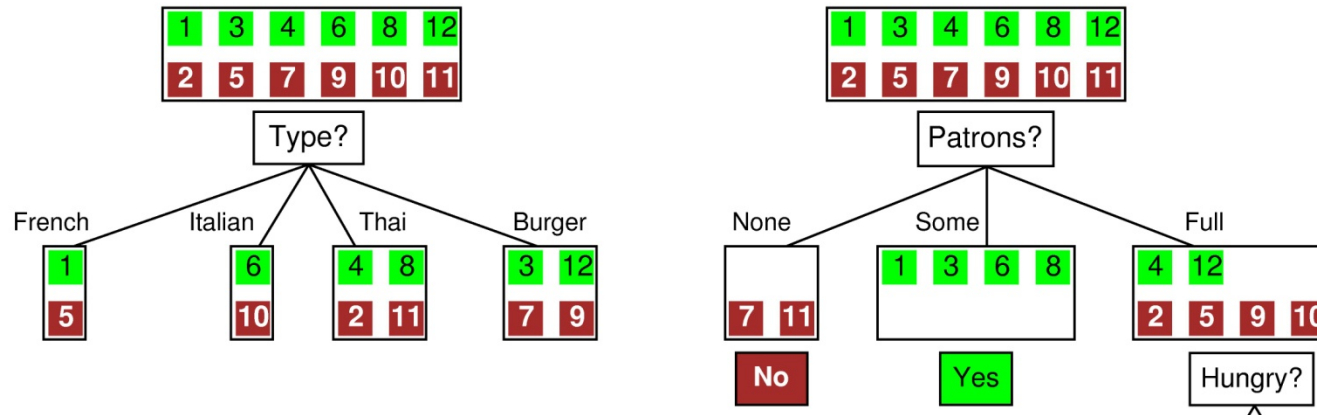 1 3 4 6 8 12
2 5 7 9 10 11
Type?
French Italian Thai Burger
1 6 4 8 3 12
5 10 2 11 7 9
1 3 4 6 8 12
2 5 7 9 10 11
Patrons?
None Some Full
1 3 6 8 4 12
7 11 2 5 9 10
No Yes Hungry?